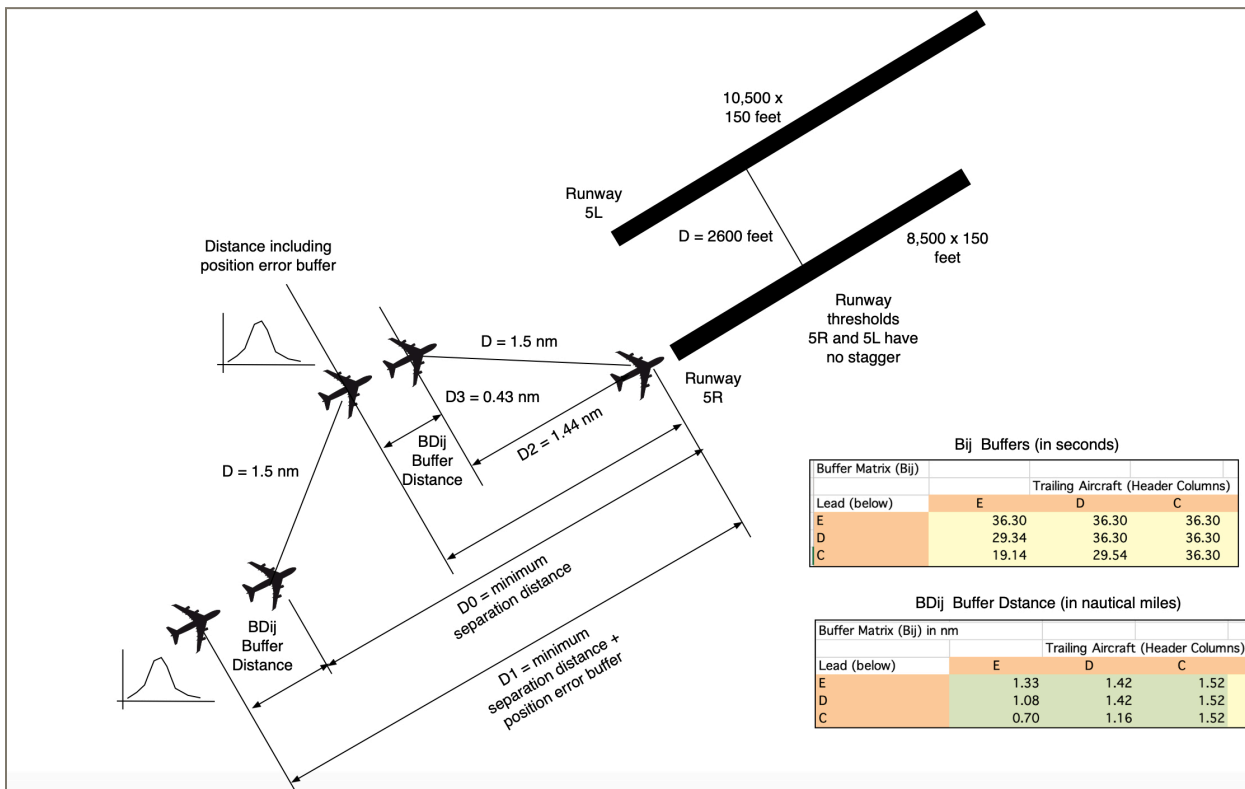 10,500 x
150 feet
Runway
5L
D = 2600 feet
8,500 x 150
feet
Distance including
position error buffer
Runway
thresholds
5R and 5L have
no stagger
D = 1.5 nm
Runway
5R
D3 = 0.43 nm
D2 = 1.44 nm
BDij
Buffer
Distance
D = 1.5 nm
D0 = minimum
separation distance
BDij
Buffer
Distance
D1 = minimum
separation distance +
position error buffer
Bij Buffers (in seconds)
Buffer Matrix (Bij)
Trailing Aircraft (Header Columns)
Lead (below) E D C
E 36.30 36.30 36.30
D 29.34 36.30 36.30
C 19.14 29.54 36.30
BDij Buffer Dstance (in nautical miles)
Buffer Matrix (Bij) in nm
Trailing Aircraft (Header Columns)
Lead (below) E D C
E 1.33 1.42 1.52
D 1.08 1.42 1.52
C 0.70 1.16 1.52